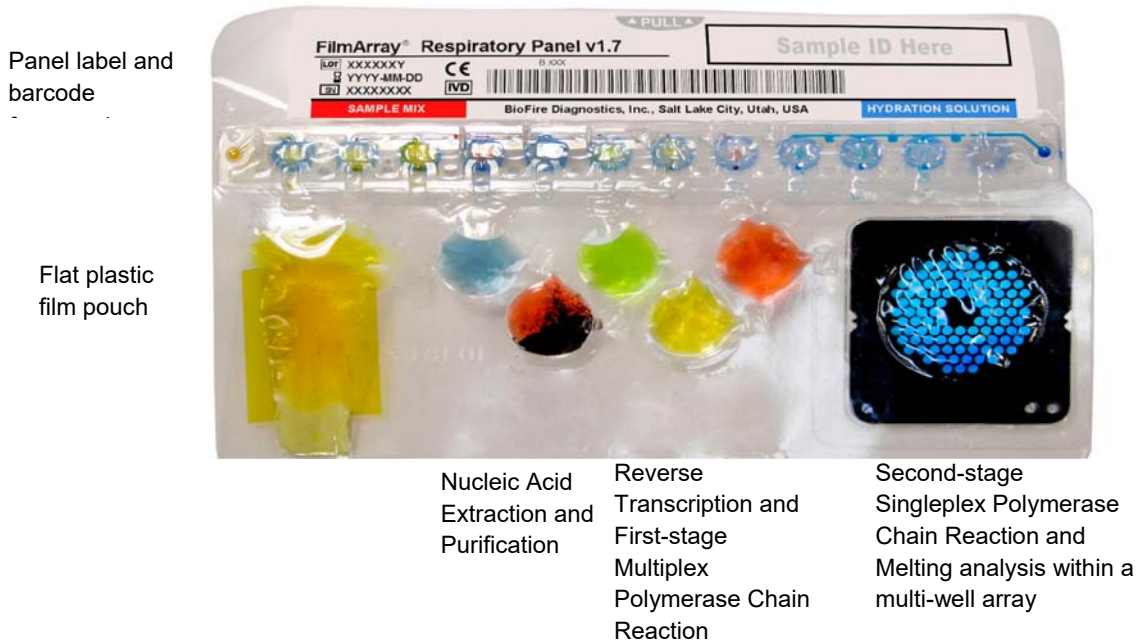 ▲PULL▲
FilmArray® Respiratory Panel v1.7
Sample ID Here
LOT XXXXXXY
YYYY-MM-DD
SN XXXXXXXX
CE
IVD
B XXX
SAMPLE MIX
BioFire Diagnostics, Inc., Salt Lake City, Utah, USA
HYDRATION SOLUTION
Panel label and
barcode
Flat plastic
film pouch
Nucleic Acid
Extraction and
Purification
Reverse
Transcription and
First-stage
Multiplex
Polymerase Chain
Reaction
Second-stage
Singleplex Polymerase
Chain Reaction and
Melting analysis within a
multi-well array